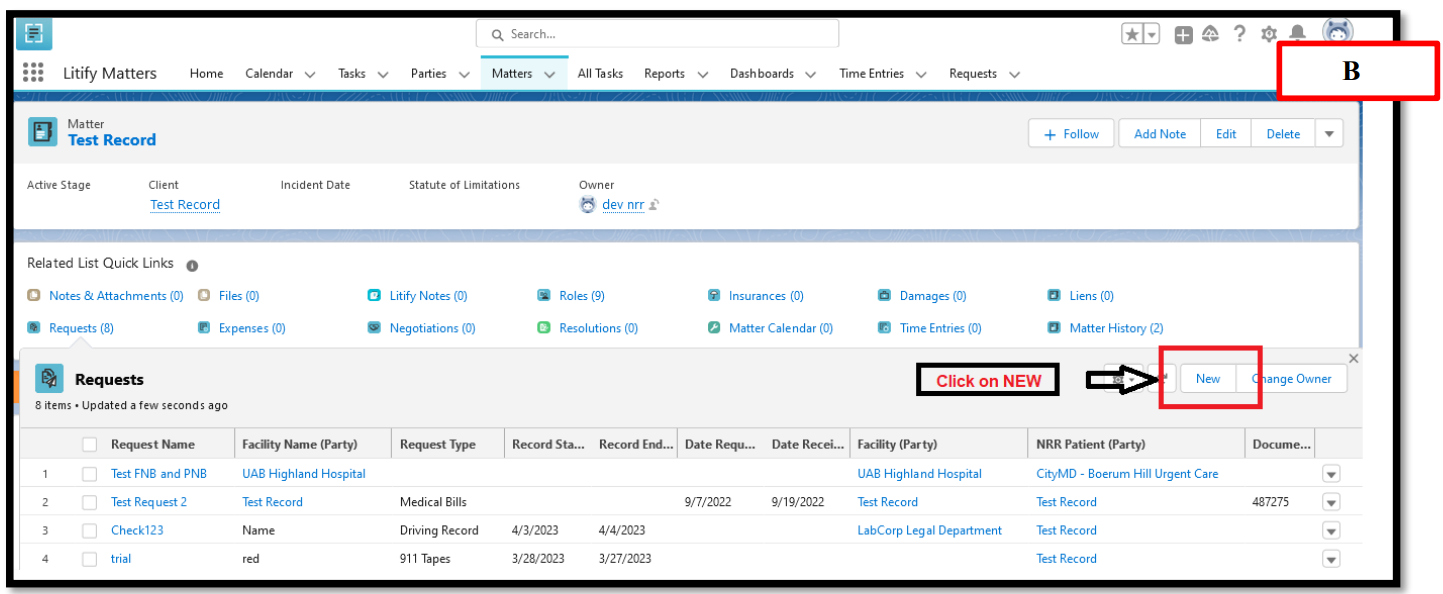 Search...
B
Litify Matters Home Calendar Tasks Parties Matters All Tasks Reports Dashboards Time Entries Requests
Matter
Test Record
+ Follow Add Note Edit Delete
Active Stage Client Incident Date Statute of Limitations Owner
Test Record dev nrr
Related List Quick Links
Notes & Attachments (0) Files (0) Litify Notes (0) Roles (9) Insurances (0) Damages (0) Liens (0)
Requests (8) Expenses (0) Negotiations (0) Resolutions (0) Matter Calendar (0) Time Entries (0) Matter History (2)
Requests
Click on NEW
New Change Owner
8 items • Updated a few seconds ago
Request Name Facility Name (Party) Request Type Record Sta... Record End... Date Requ... Date Recei... Facility (Party) NRR Patient (Party) Docume...
1 Test FNB and PNB UAB Highland Hospital UAB Highland Hospital CityMD - Boerum Hill Urgent Care
2 Test Request 2 Test Record Medical Bills 9/7/2022 9/19/2022 Test Record Test Record 487275
3 Check123 Name Driving Record 4/3/2023 4/4/2023 LabCorp Legal Department Test Record
4 trial red 911 Tapes 3/28/2023 3/27/2023 Test Record